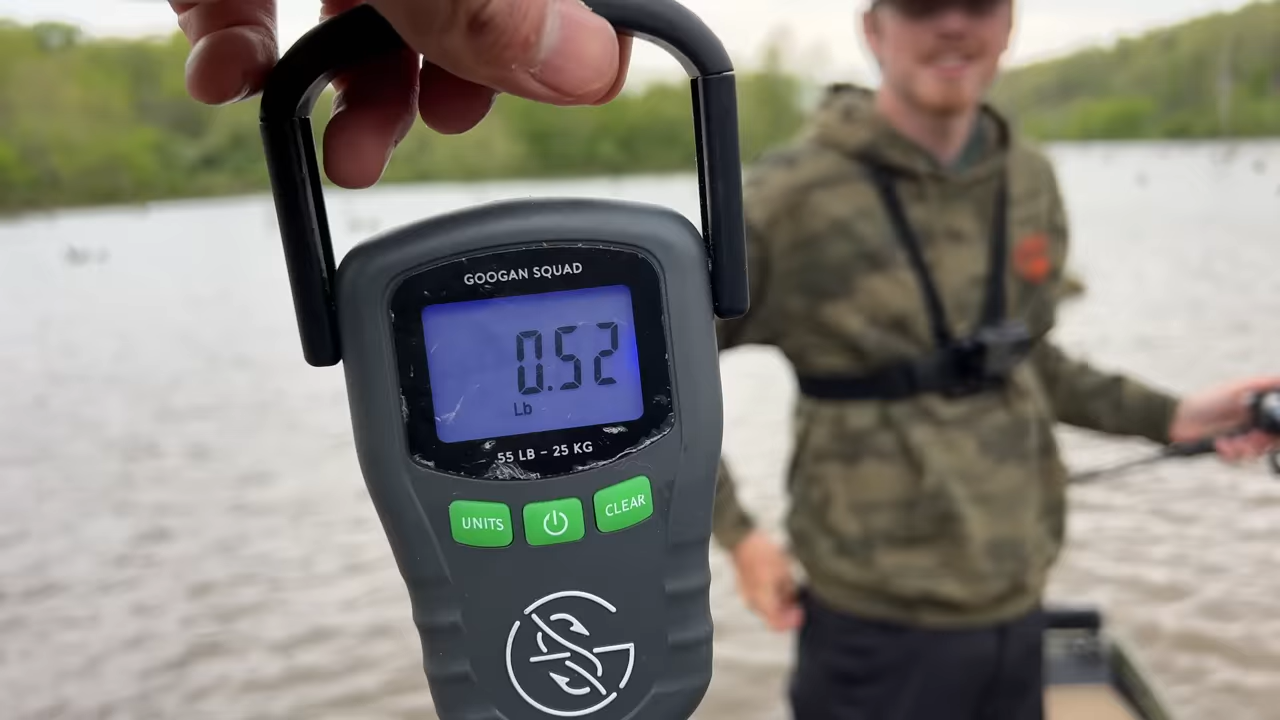 GOOGAN SQUAD
0.52
Lb
55 LB – 25 KG
UNITS
CLEAR